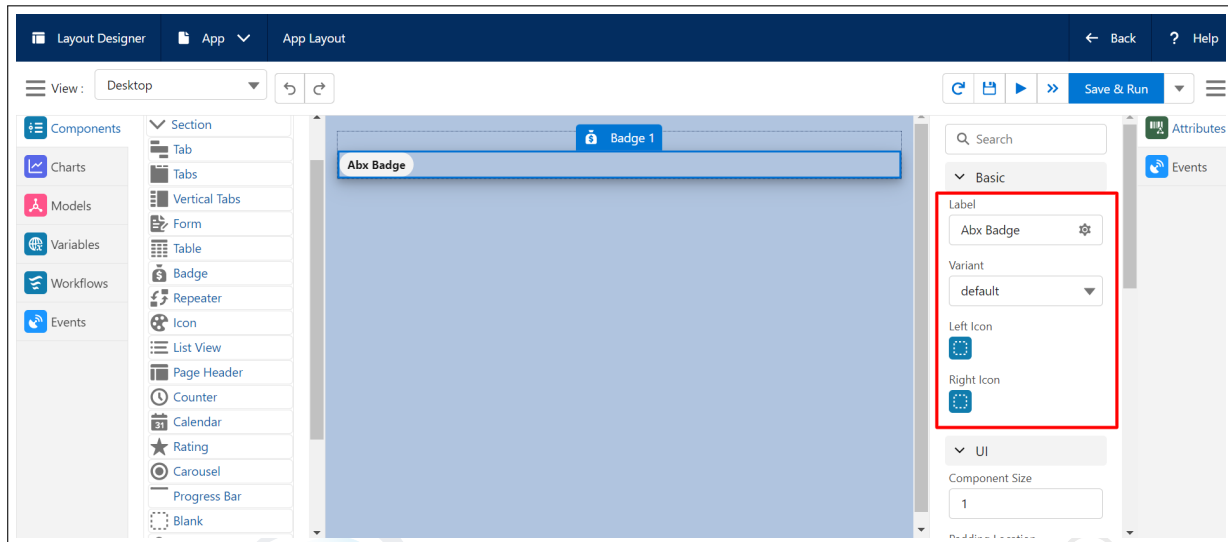 Layout Designer
App
App Layout
Back
? Help
View :
Desktop
Save & Run
Components
Charts
Models
Variables
Workflows
Events
Section
Tab
Tabs
Vertical Tabs
Form
Table
Badge
Repeater
Icon
List View
Page Header
Counter
31 Calendar
Rating
Carousel
Progress Bar
Blank
Badge 1
Abx Badge
Search
Basic
Label
Abx Badge
Variant
default
Left Icon
Right Icon
UI
Component Size
1
Padding Location
Attributes
Events